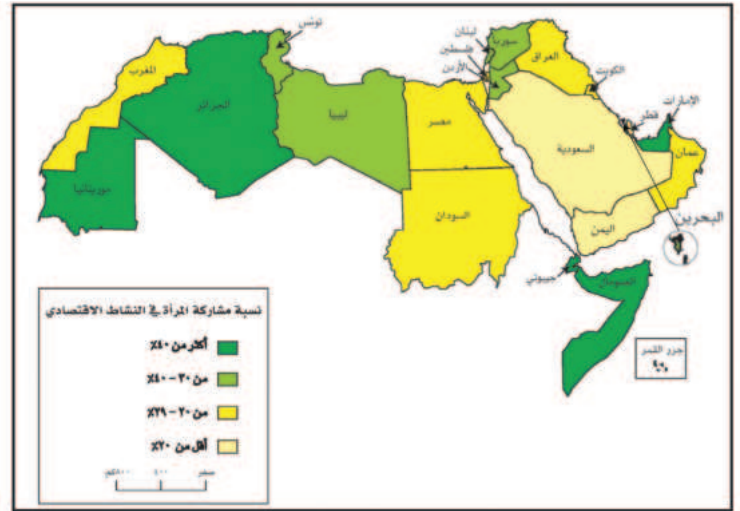 تونس
لبنان
سوريا
فلسطين
العراق
المغرب
الأردن
الكويت
الجزائر
الإمارات
ليبيا
مصر
قطر
السعودية
عمان
موريتانيا
البحرين
السودان
اليمن
الصومال
جيبوتي
نسبة مشاركة المرأة في النشاط الاقتصادي
أكثر من ٤٠٪
من ٣٠ – ٤٠٪
من ٢٠ – ٢٩٪
أقل من ٢٠٪
جزر القمر
صفر ٤٠٠ ٨٠٠كم